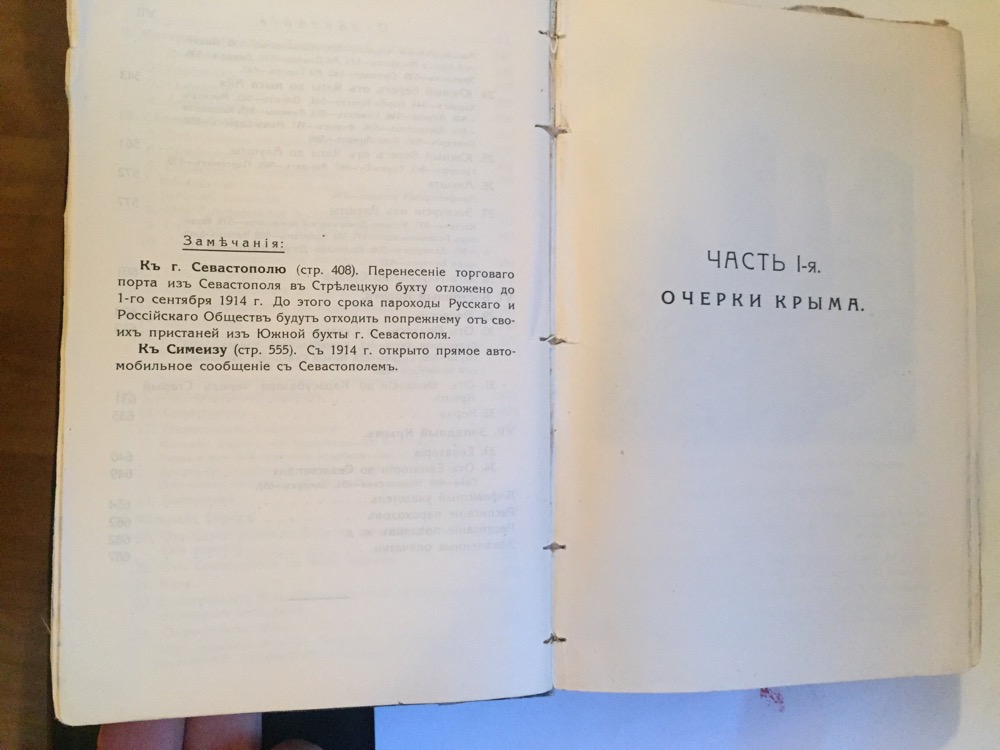 Замѣчанія:
Къ г. Севастополю (стр. 408). Перенесеніе торговаго
порта изъ Севастополя въ Стрѣлецкую бухту отложено до
1-го сентября 1914 г. До этого срока пароходы Русскаго и
Россійскаго Обществъ будутъ отходить попрежнему отъ сво-
ихъ пристаней изъ Южной бухты г. Севастополя.
Къ Симеизу (стр. 555). Съ 1914 г. открыто прямое авто-
мобильное сообщеніе съ Севастополемъ.
ЧАСТЬ I-я.
ОЧЕРКИ КРЫМА.